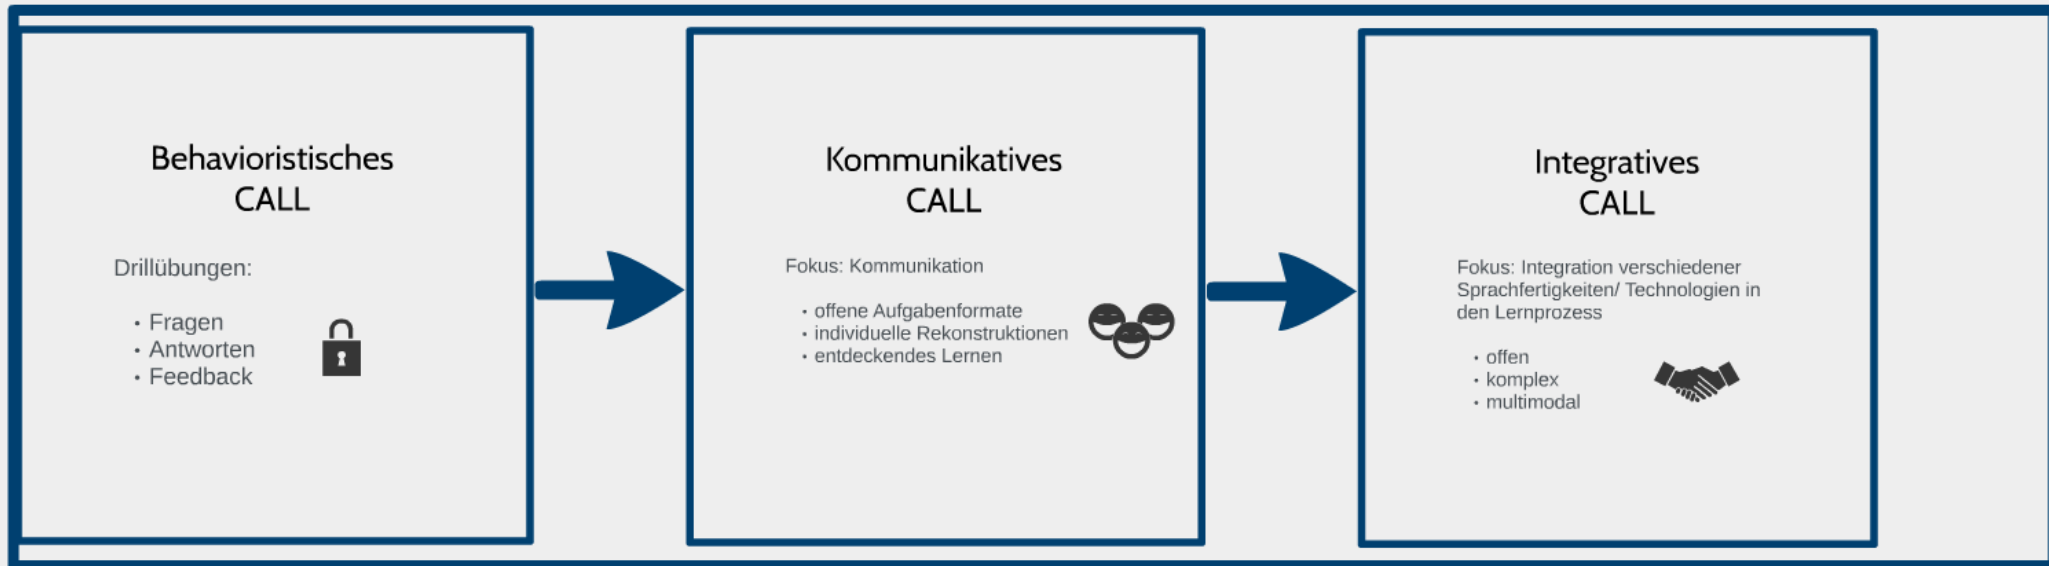 Behavioristisches
CALL
Drillübungen:
• Fragen
• Antworten
• Feedback
Kommunikatives
CALL
Fokus: Kommunikation
• offene Aufgabenformate
• individuelle Rekonstruktionen
• entdeckendes Lernen
Integratives
CALL
Fokus: Integration verschiedener
Sprachfertigkeiten/ Technologien in
den Lernprozess
• offen
• komplex
• multimodal